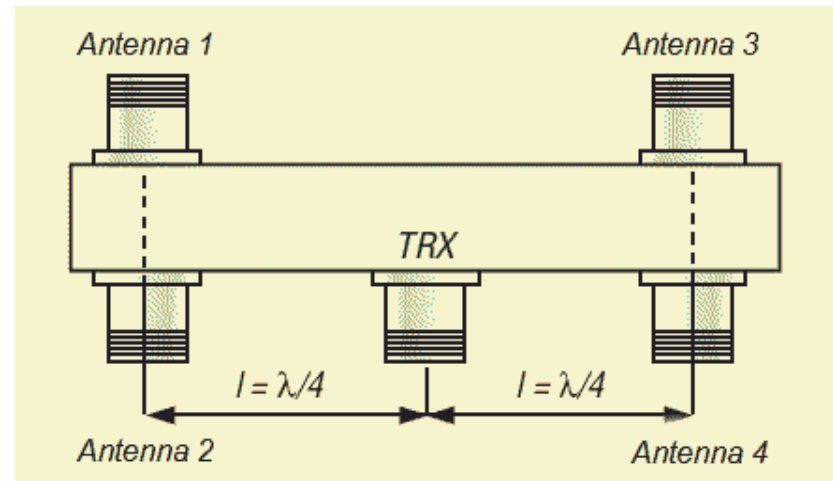 Antenna 1
Antenna 3
TRX
l = λ/4
l = λ/4
Antenna 2
Antenna 4